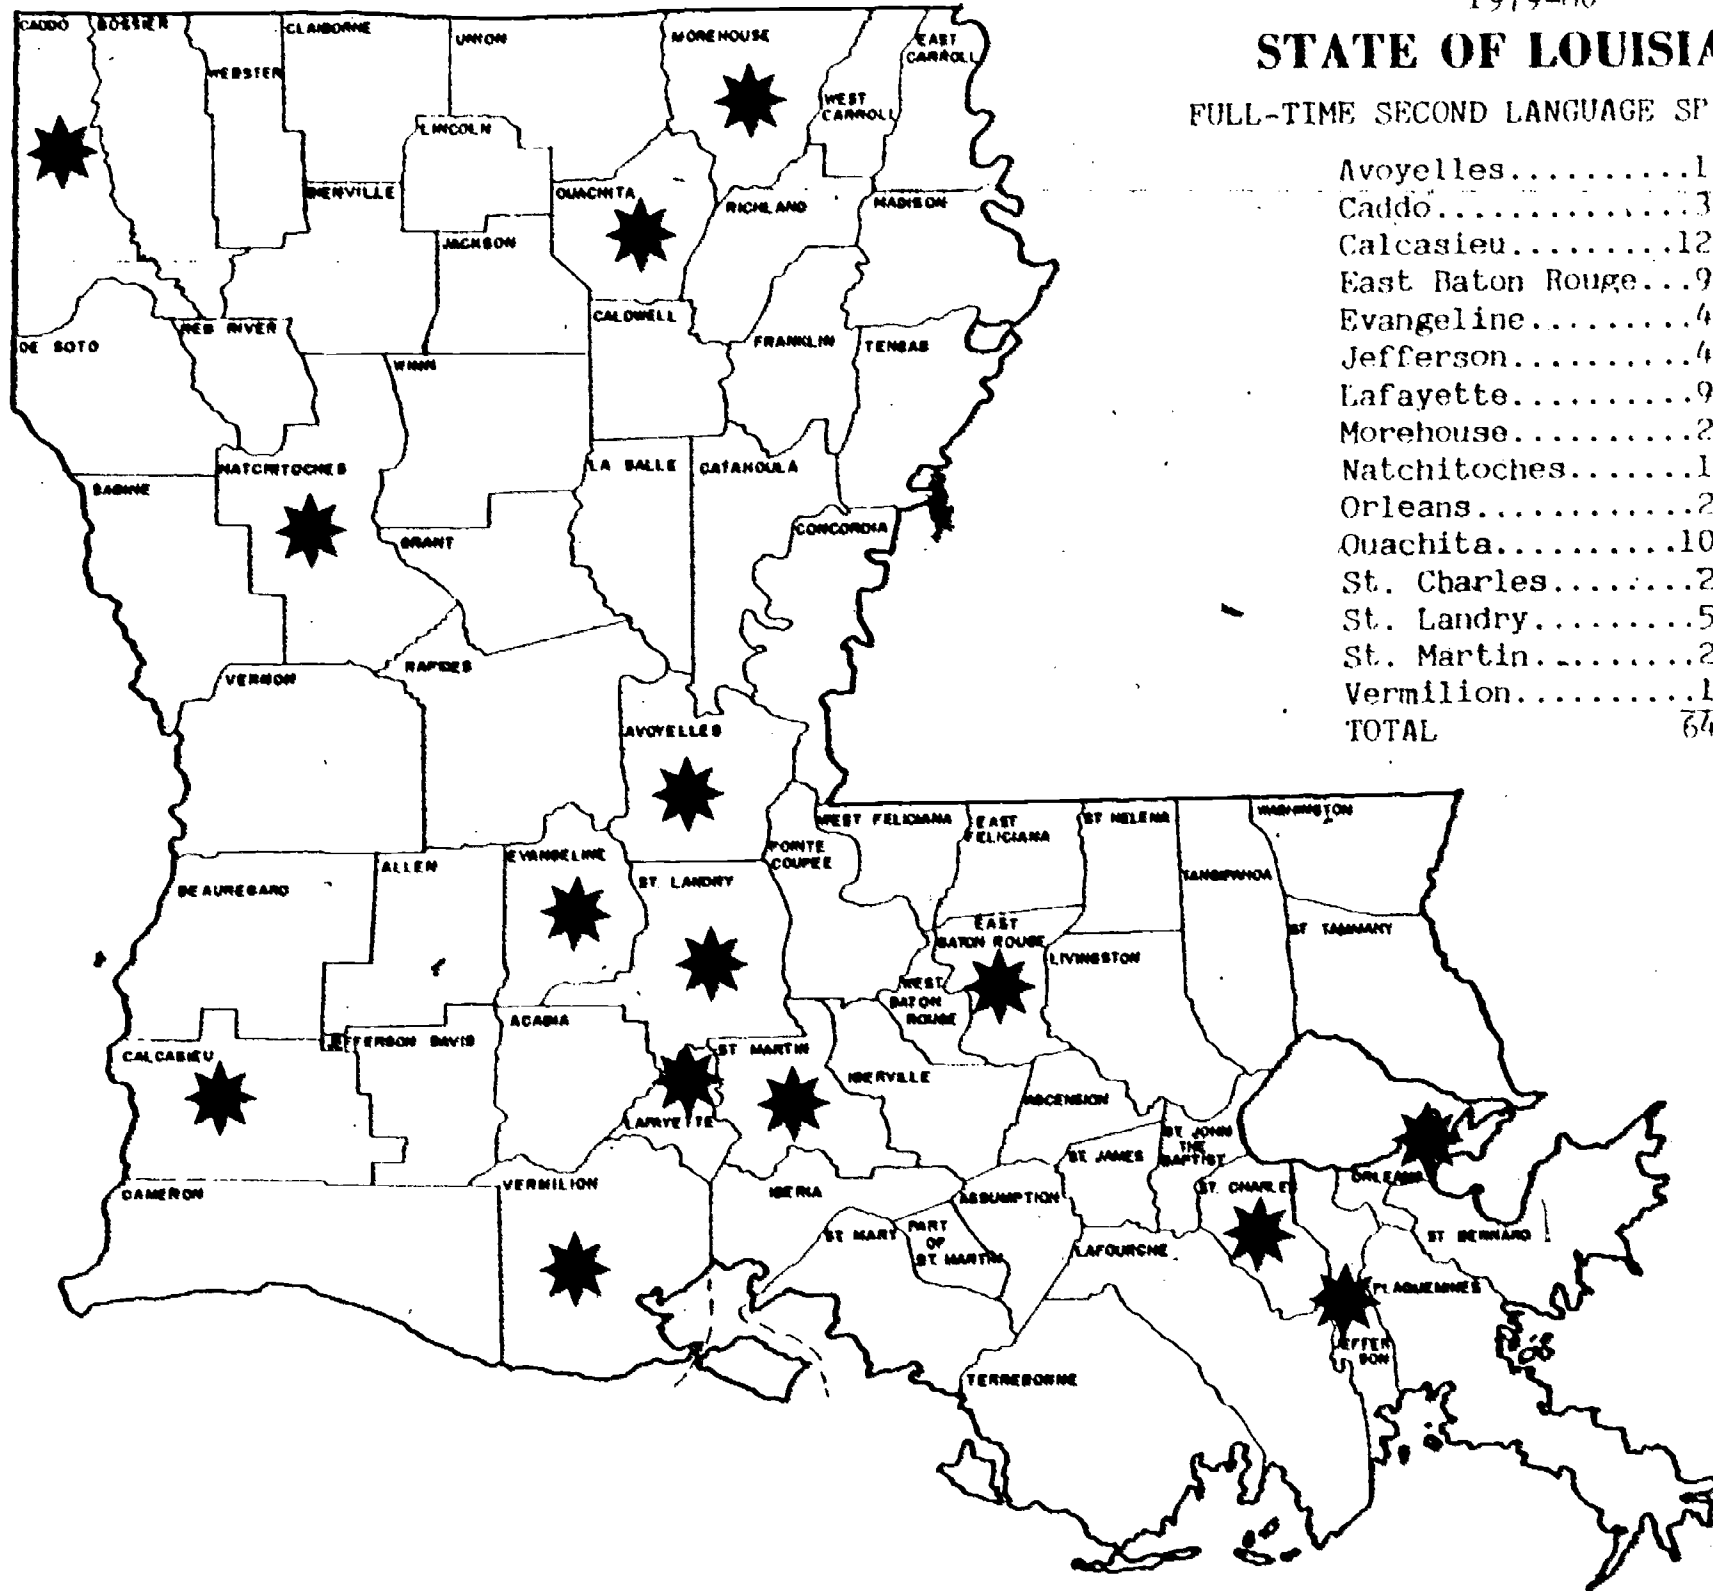 STATE OF LOUISIA
FULL-TIME SECOND LANGUAGE SP
Avoyelles..........1
Caddo..............3
Calcasieu.........12
East Baton Rouge...9
Evangeline.........4
Jefferson..........4
Lafayette..........9
Morehouse..........2
Natchitoches.......1
Orleans............2
Ouachita..........10
St. Charles........2
St. Landry.........5
St. Martin.........2
Vermilion..........1
TOTAL 64
CADDO
BOSSIER
WEBSTER
CLAIBORNE
UNION
MOREHOUSE
WEST
CARROLL
EAST
CARROLL
LINCOLN
BIENVILLE
OUACHITA
RICHLAND
MADISON
JACKSON
CALDWELL
RED RIVER
DE SOTO
WINN
FRANKLIN
TENSAS
NATCHITOCHES
SABINE
LA SALLE
CATAHOULA
CONCORDIA
GRANT
RAPIDES
VERNON
AVOYELLES
WEST FELICIANA
EAST
FELICIANA
ST HELENA
WASHINGTON
POINTE
COUPEE
EVANGELINE
ALLEN
BEAUREGARD
ST. LANDRY
TANGIPAHOA
EAST
BATON ROUGE
ST TAMMANY
LIVINGSTON
WEST
BATON
ROUGE
ACADIA
JEFFERSON DAVIS
CALCASIEU
ST MARTIN
IBERVILLE
ASCENSION
LAFAYETTE
ST. JOHN
THE
BAPTIST
ST. JAMES
CAMERON
VERMILION
IBERIA
ASSUMPTION
ST. CHARLES
ORLEANS
ST MARY
PART
OF
ST. MARTIN
LAFOURCHE
ST BERNARD
PLAQUEMINES
JEFFER
SON
TERREBONNE